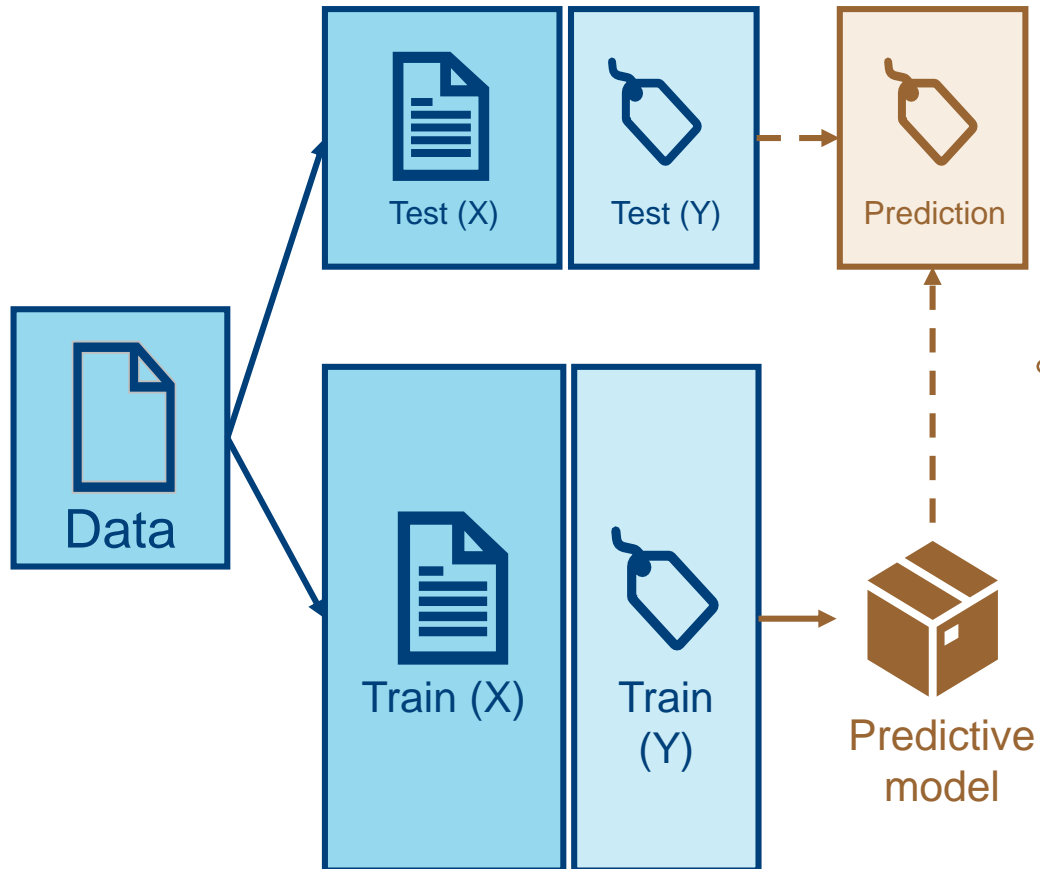 Test (X)
Test (Y)
Prediction
Data
Train (X)
Train
(Y)
Predictive
model